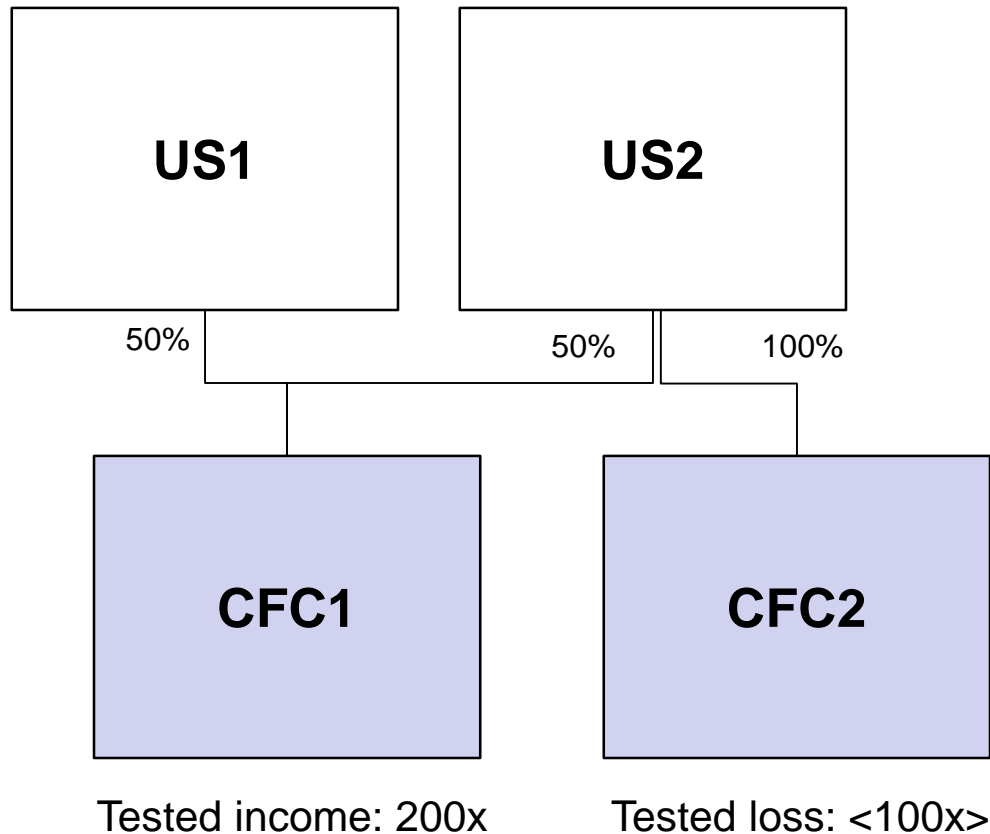 US1
US2
50%
50%
100%
CFC1
CFC2
Tested income: 200x
Tested loss: <100x>